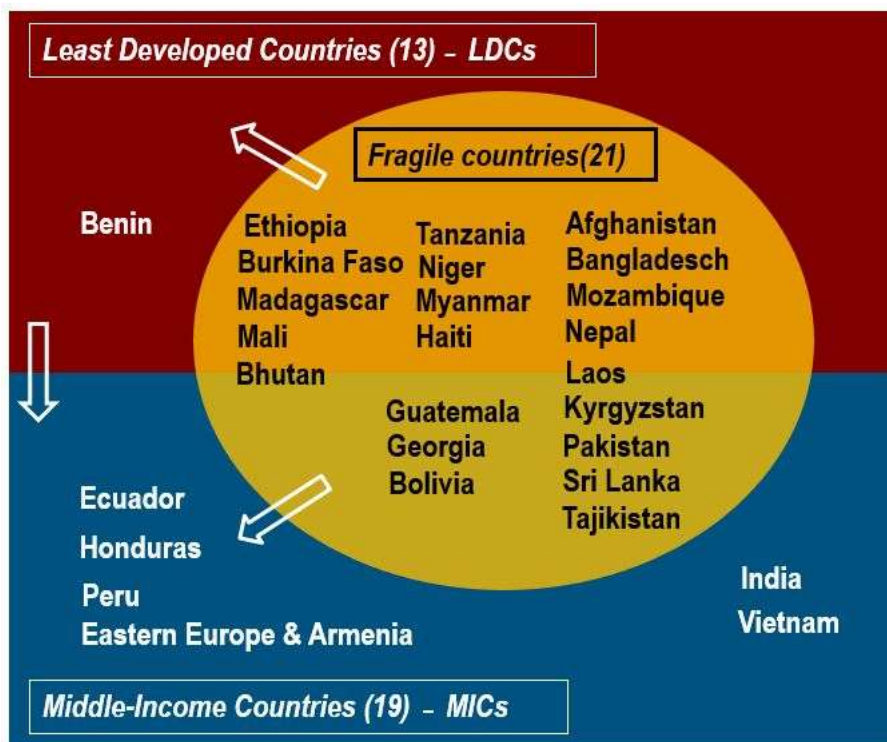 Least Developed Countries (13) - LDCs
Fragile countries(21)
Benin
Ethiopia
Burkina Faso
Madagascar
Mali
Bhutan
Tanzania
Niger
Myanmar
Haiti
Afghanistan
Bangladesch
Mozambique
Nepal
Laos
Kyrgyzstan
Pakistan
Sri Lanka
Tajikistan
Guatemala
Georgia
Bolivia
Ecuador
Honduras
Peru
Eastern Europe & Armenia
India
Vietnam
Middle-Income Countries (19) - MICs